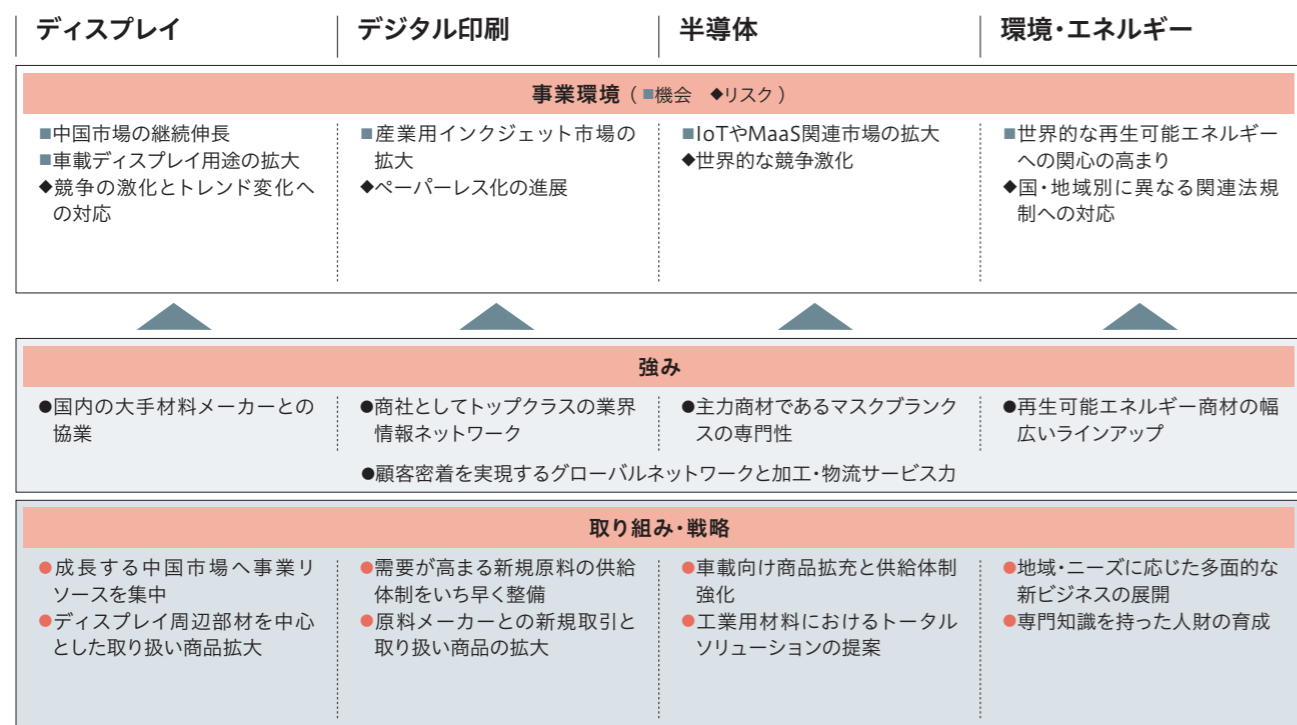 ディスプレイ
デジタル印刷
半導体
環境・エネルギー
事業環境（■機会 ◆リスク）
■中国市場の継続伸長
■車載ディスプレイ用途の拡大
◆競争の激化とトレンド変化へ
の対応
■産業用インクジェット市場の
拡大
◆ペーパーレス化の進展
■IoTやMaaS関連市場の拡大
◆世界的な競争激化
■世界的な再生可能エネルギー
への関心の高まり
◆国・地域別に異なる関連法規
制への対応
強み
●国内の大手材料メーカーとの
協業
●商社としてトップクラスの業界
情報ネットワーク
●主力商材であるマスクブランク
スの専門性
●再生可能エネルギー商材の幅
広いラインアップ
●顧客密着を実現するグローバルネットワークと加工・物流サービス力
取り組み・戦略
●成長する中国市場へ事業リ
ソースを集中
●ディスプレイ周辺部材を中心
とした取り扱い商品拡大
●需要が高まる新規原料の供給
体制をいち早く整備
●原料メーカーとの新規取引と
取り扱い商品の拡大
●車載向け商品拡充と供給体制
強化
●工業用材料におけるトータル
ソリューションの提案
●地域・ニーズに応じた多面的な
新ビジネスの展開
●専門知識を持った人財の育成